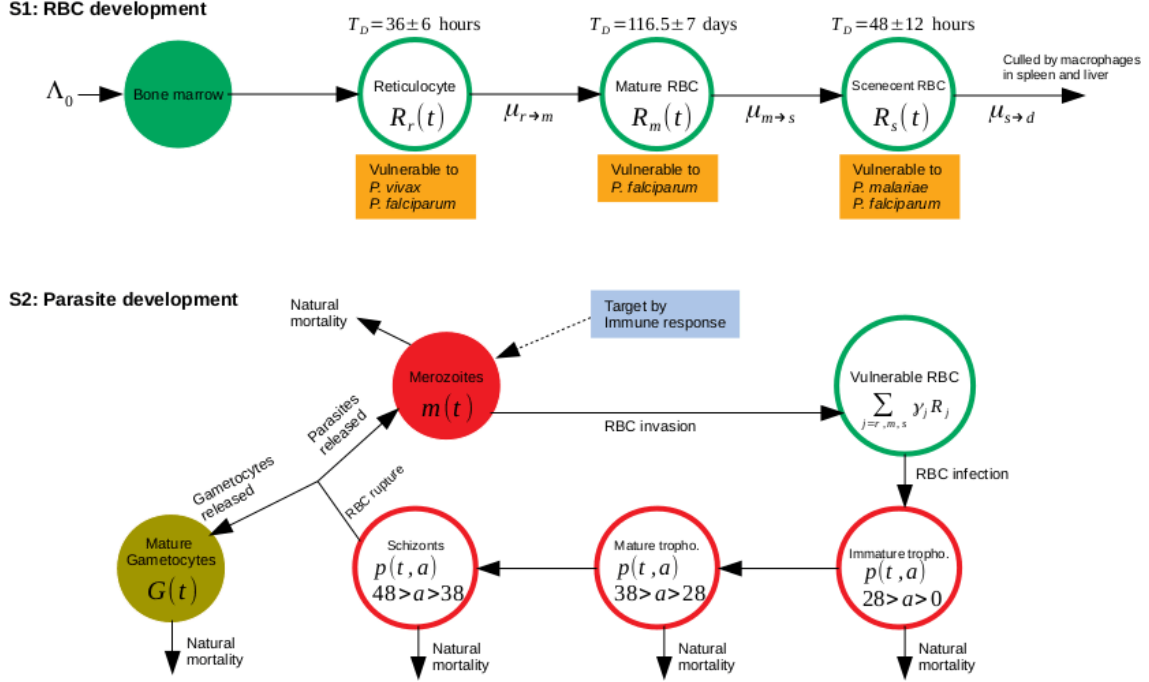 S1: RBC development
T_D=36±6 hours
T_D=116.5±7 days
T_D=48±12 hours
Λ₀
Bone marrow
Reticulocyte
R_r(t)
μ_{r→m}
Mature RBC
R_m(t)
μ_{m→s}
Scenecent RBC
R_s(t)
μ_{s→d}
Culled by macrophages
in spleen and liver
Vulnerable to
P. vivax
P. falciparum
Vulnerable to
P. falciparum
Vulnerable to
P. malariae
P. falciparum
S2: Parasite development
Natural
mortality
Target by
Immune response
Merozoites
m(t)
RBC invasion
Vulnerable RBC
∑ γ_j R_j
j=r,m,s
RBC infection
Parasites
released
Gametocytes
released
RBC rupture
Mature
Gametocytes
G(t)
Natural
mortality
Schizonts
p(t,a)
48>a>38
Natural
mortality
Mature tropho.
p(t,a)
38>a>28
Natural
mortality
Immature tropho.
p(t,a)
28>a>0
Natural
mortality